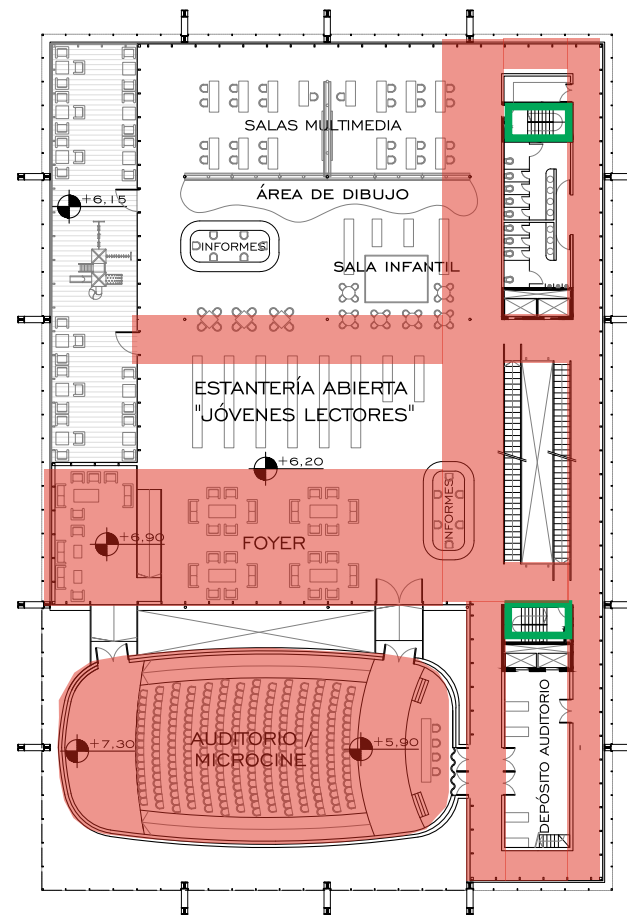 SALAS MULTIMEDIA
ÁREA DE DIBUJO
+6,15
INFORMES
SALA INFANTIL
ESTANTERÍA ABIERTA
"JÓVENES LECTORES"
+6,20
INFORMES
+6,90
FOYER
AUDITORIO /
MICROCINE
+7,30
+5,90
DEPÓSITO AUDITORIO